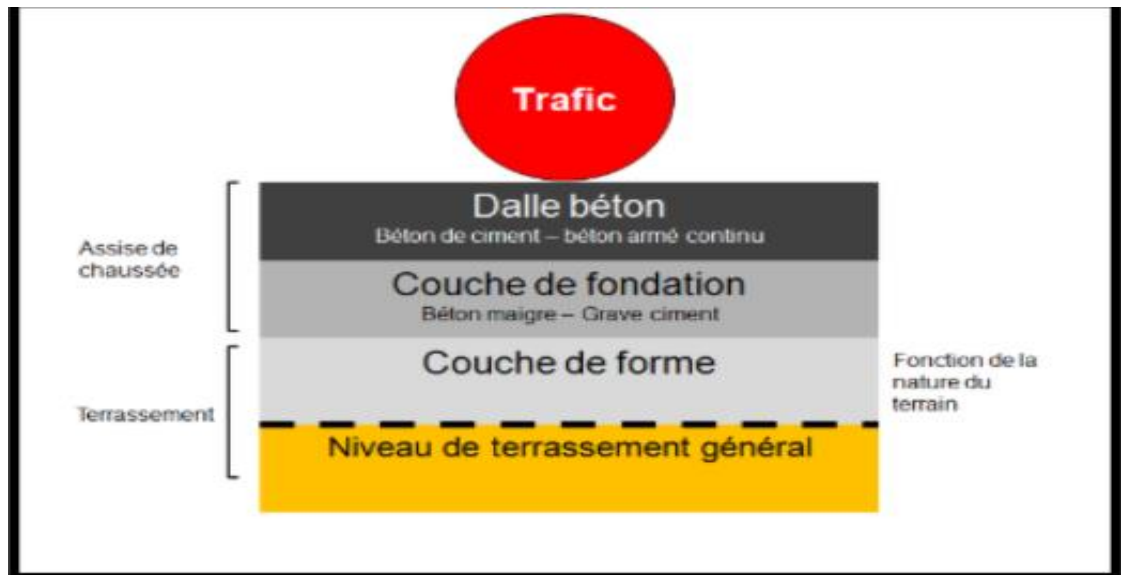 Trafic
Dalle béton
Béton de ciment – béton armé continu
Assise de
chaussée
Couche de fondation
Béton maigre – Grave ciment
Couche de forme
Fonction de la
nature du
terrain
Terrassement
Niveau de terrassement général